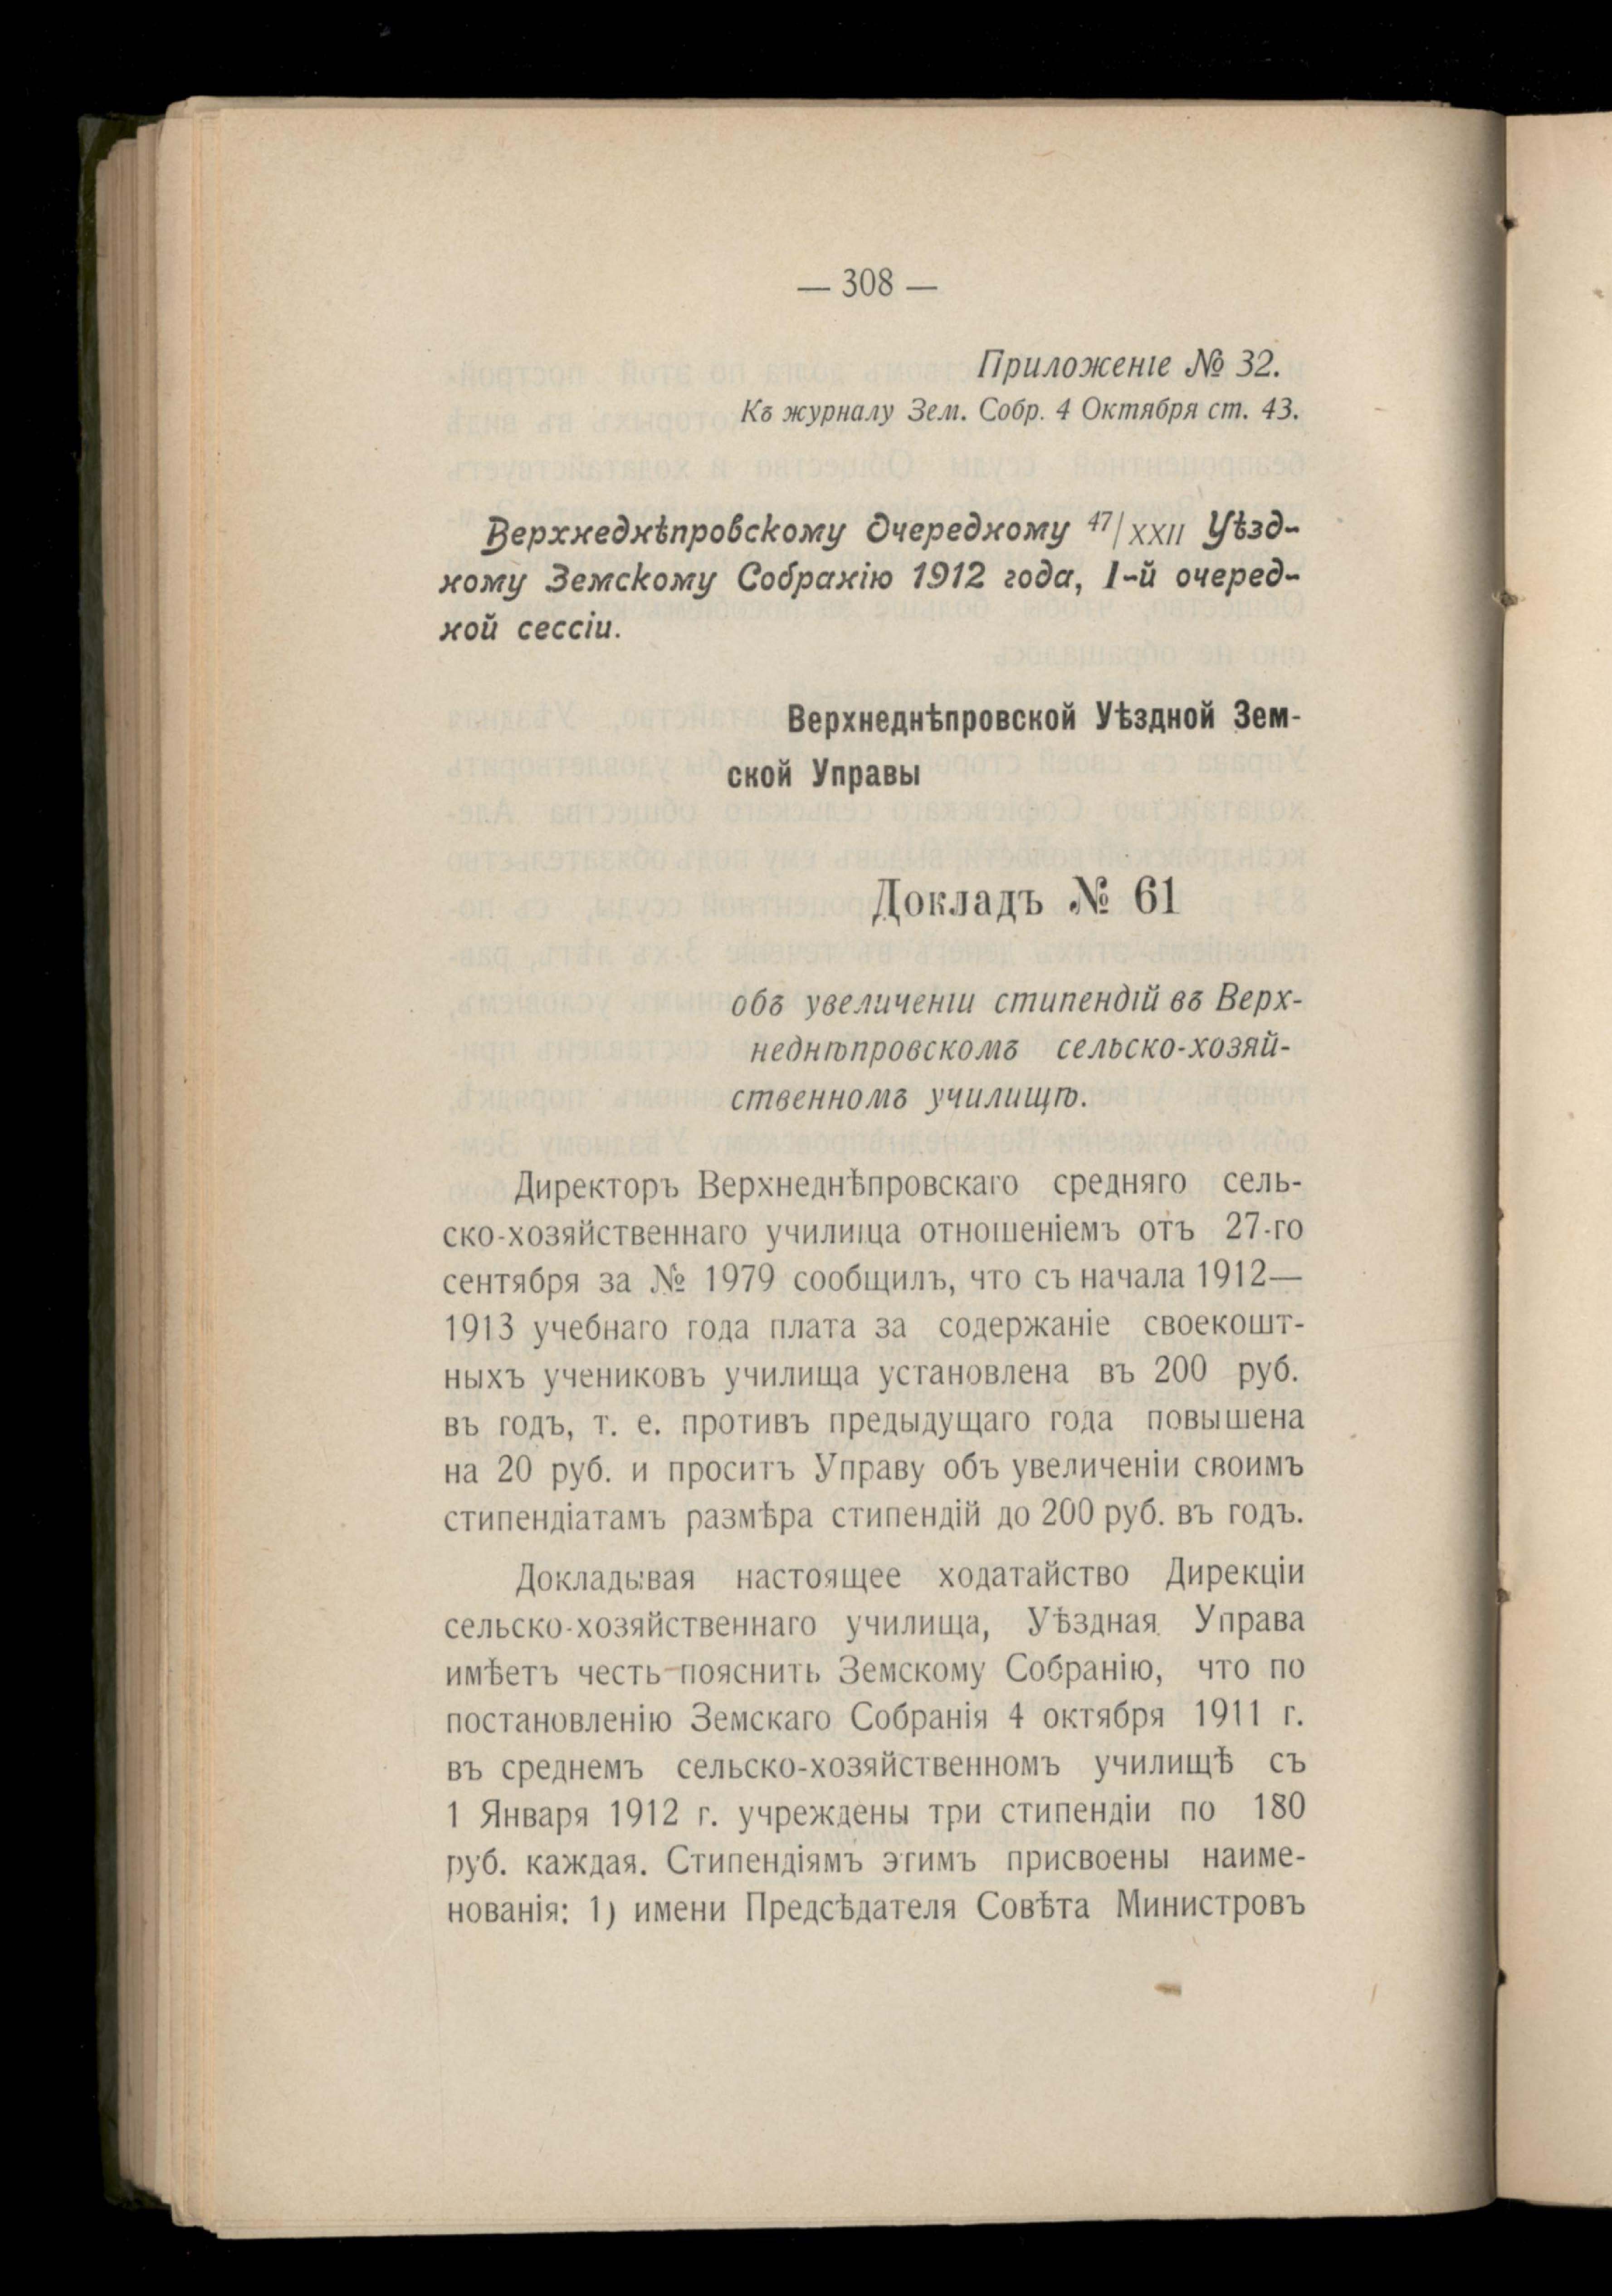 — 308 —
Приложеніе № 32.
Къ журналу Зем. Собр. 4 Октября ст. 43.
Верхнеднѣпровскому Очередному 47/XXII Уѣзд-
ному Земскому Собранію 1912 года, I-й очеред-
ной сессіи.
Верхнеднѣпровской Уѣздной Зем-
ской Управы
Докладъ № 61
объ увеличеніи стипендій въ Верх-
неднѣпровскомъ сельско-хозяй-
ственномъ училищѣ.
Директоръ Верхнеднѣпровскаго средняго сель-
ско-хозяйственнаго училища отношеніемъ отъ 27-го
сентября за № 1979 сообщилъ, что съ начала 1912—
1913 учебнаго года плата за содержаніе своекошт-
ныхъ учениковъ училища установлена въ 200 руб.
въ годъ, т. е. противъ предыдущаго года повышена
на 20 руб. и проситъ Управу объ увеличеніи своимъ
стипендіатамъ размѣра стипендій до 200 руб. въ годъ.
Докладывая настоящее ходатайство Дирекціи
сельско-хозяйственнаго училища, Уѣздная Управа
имѣетъ честь пояснить Земскому Собранію, что по
постановленію Земскаго Собранія 4 октября 1911 г.
въ среднемъ сельско-хозяйственномъ училищѣ съ
1 Января 1912 г. учреждены три стипендіи по 180
руб. каждая. Стипендіямъ этимъ присвоены наиме-
нованія: 1) имени Предсѣдателя Совѣта Министровъ